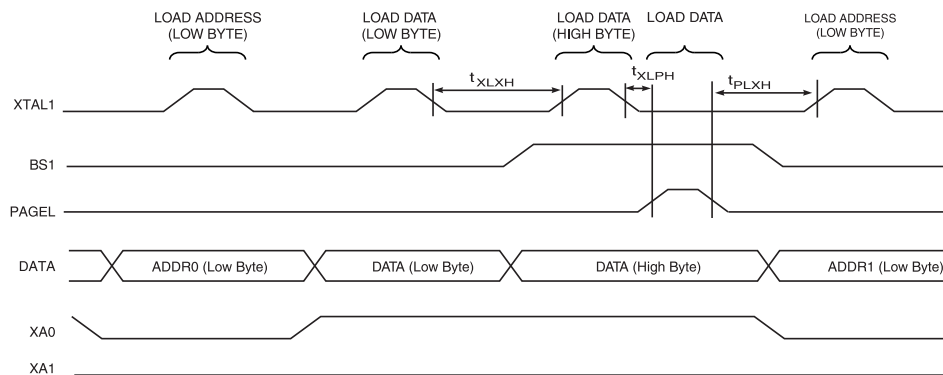 LOAD ADDRESS
(LOW BYTE)
LOAD DATA
(LOW BYTE)
LOAD DATA
(HIGH BYTE)
LOAD DATA
LOAD ADDRESS
(LOW BYTE)
XTAL1
tXLXH
tXLPH
tPLXH
BS1
PAGEL
DATA
ADDR0 (Low Byte)
DATA (Low Byte)
DATA (High Byte)
ADDR1 (Low Byte)
XA0
XA1